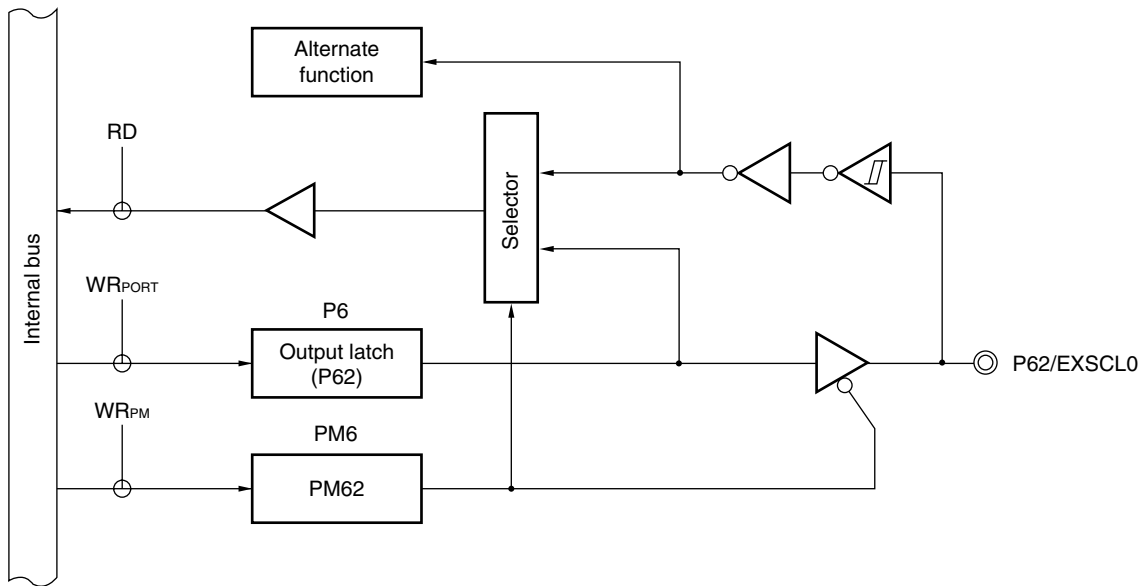 Alternate
function
RD
Selector
Internal bus
WRPORT
P6
Output latch
(P62)
P62/EXSCL0
WRPM
PM6
PM62